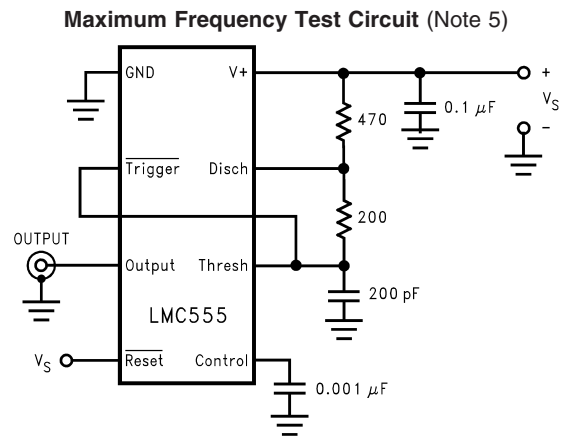 Maximum Frequency Test Circuit (Note 5)
GND
V+
+
VS
-
0.1 μF
470
Trigger
Disch
200
OUTPUT
Output
Thresh
200 pF
LMC555
VS
Reset
Control
0.001 μF